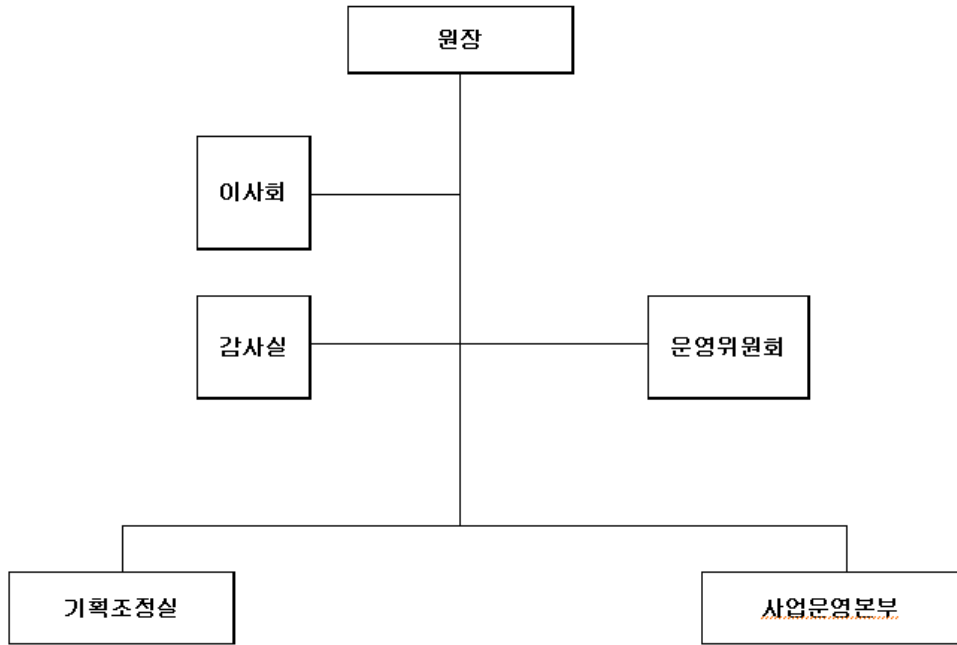 원장
이사회
감사실
운영위원회
기획조정실
사업운영본부